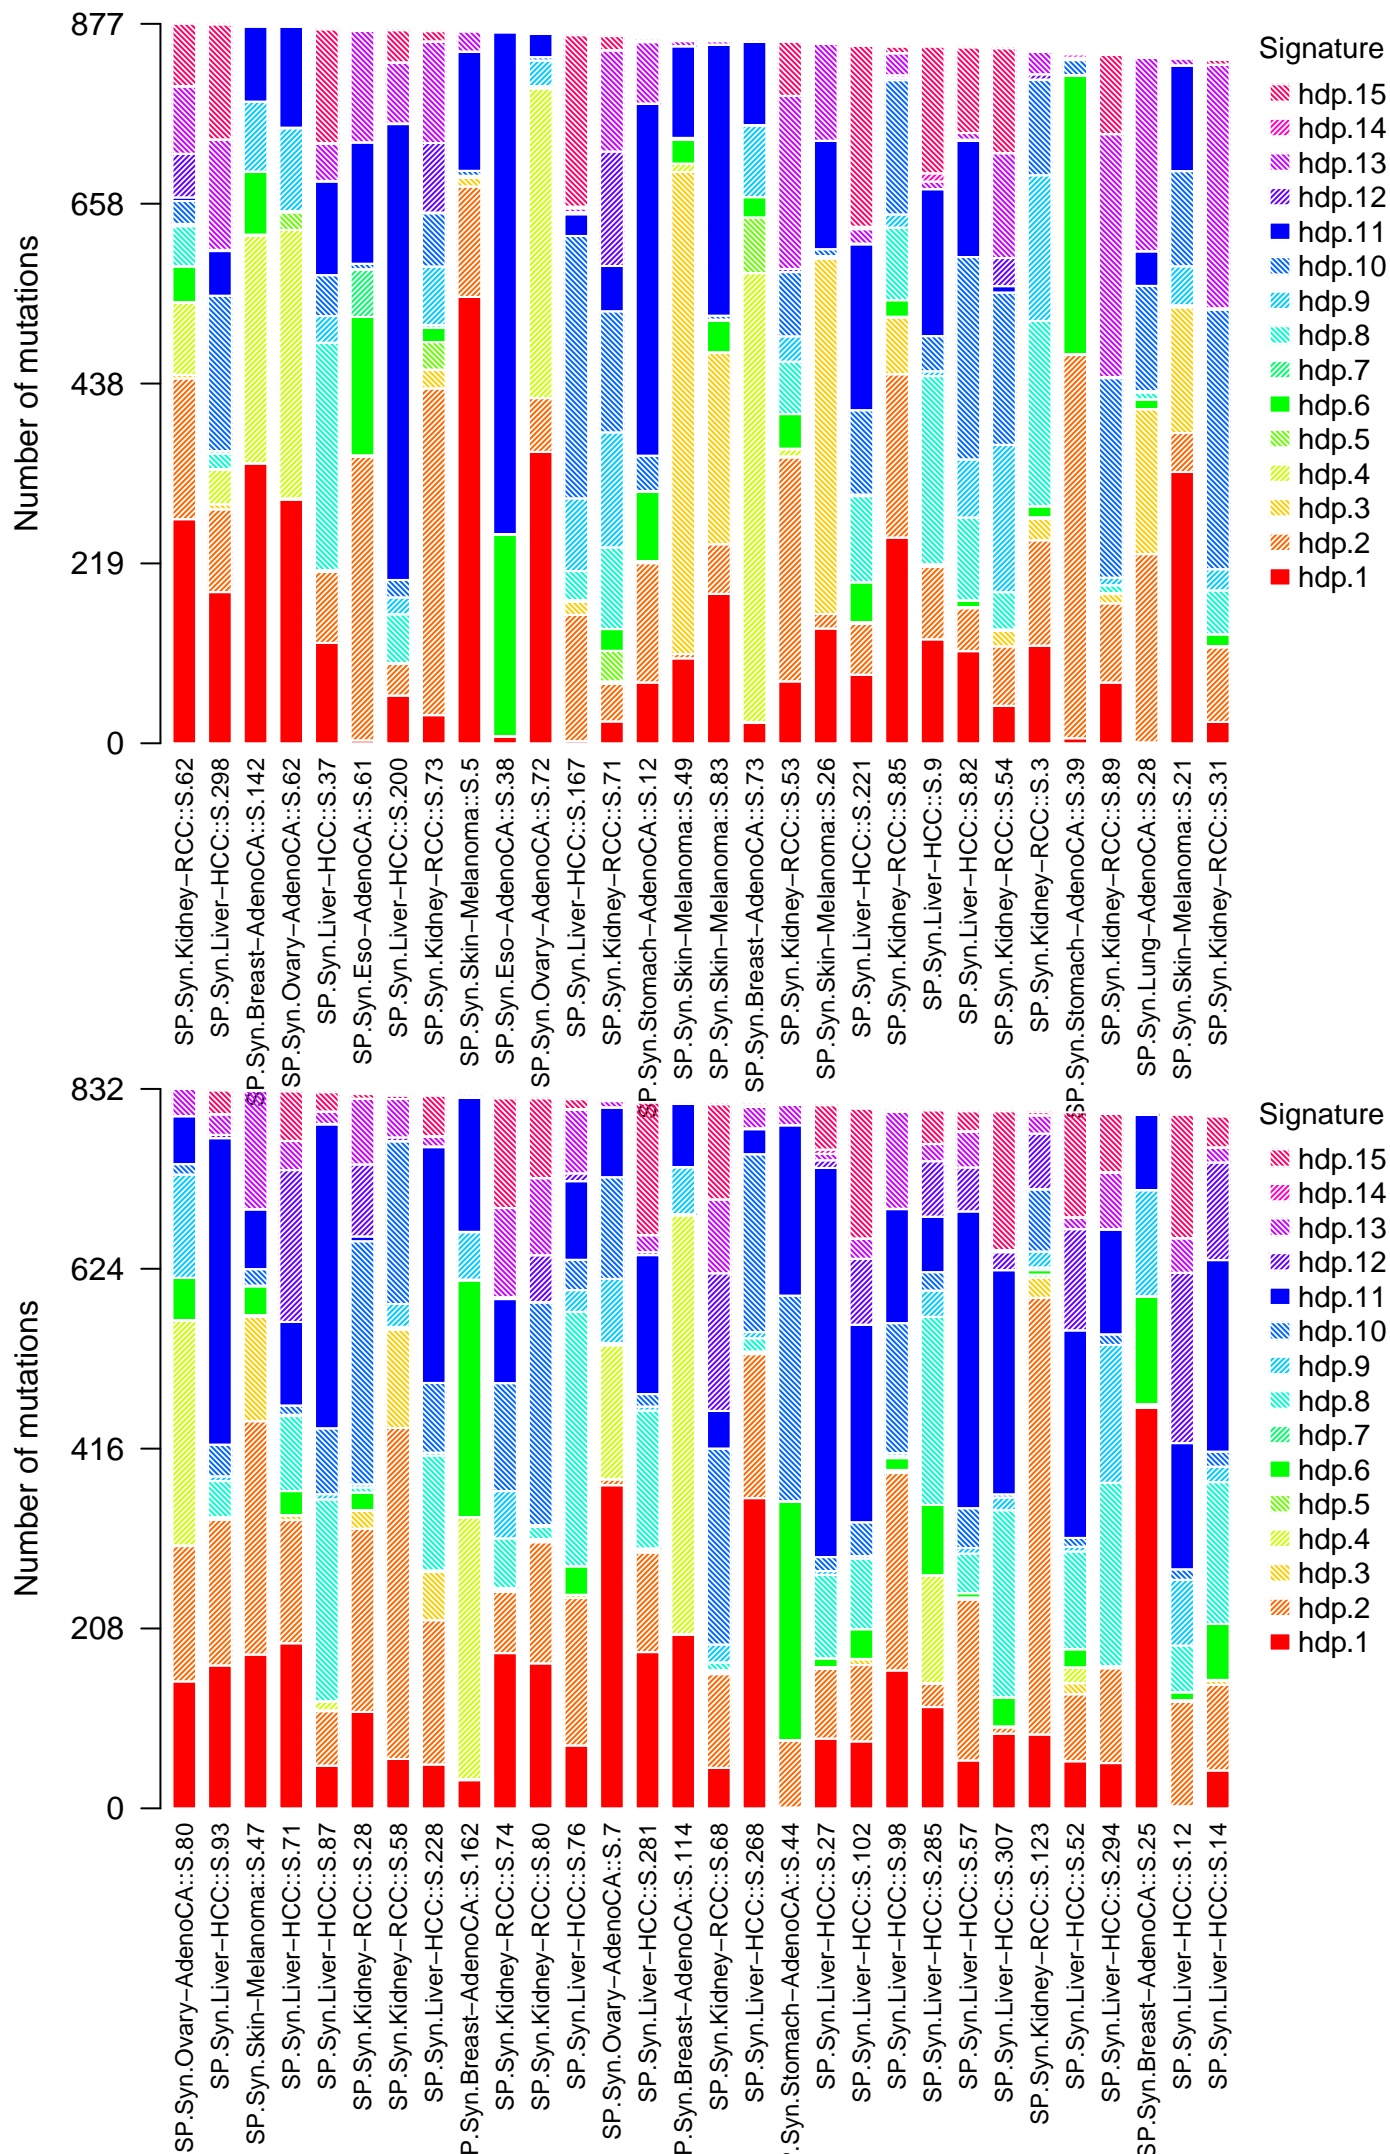 Number of mutations
877
658
438
219
0
Signature
hdp.15
hdp.14
hdp.13
hdp.12
hdp.11
hdp.10
hdp.9
hdp.8
hdp.7
hdp.6
hdp.5
hdp.4
hdp.3
hdp.2
hdp.1
SP.Syn.Kidney−RCC::S.62
SP.Syn.Liver−HCC::S.298
SP.Syn.Breast−AdenoCA::S.142
SP.Syn.Ovary−AdenoCA::S.62
SP.Syn.Liver−HCC::S.37
SP.Syn.Eso−AdenoCA::S.61
SP.Syn.Liver−HCC::S.200
SP.Syn.Kidney−RCC::S.73
SP.Syn.Skin−Melanoma::S.5
SP.Syn.Eso−AdenoCA::S.38
SP.Syn.Ovary−AdenoCA::S.72
SP.Syn.Liver−HCC::S.167
SP.Syn.Kidney−RCC::S.71
SP.Syn.Stomach−AdenoCA::S.12
SP.Syn.Skin−Melanoma::S.49
SP.Syn.Skin−Melanoma::S.83
SP.Syn.Breast−AdenoCA::S.73
SP.Syn.Kidney−RCC::S.53
SP.Syn.Skin−Melanoma::S.26
SP.Syn.Liver−HCC::S.221
SP.Syn.Kidney−RCC::S.85
SP.Syn.Liver−HCC::S.9
SP.Syn.Liver−HCC::S.82
SP.Syn.Kidney−RCC::S.54
SP.Syn.Kidney−RCC::S.3
SP.Syn.Stomach−AdenoCA::S.39
SP.Syn.Kidney−RCC::S.89
SP.Syn.Lung−AdenoCA::S.28
SP.Syn.Skin−Melanoma::S.21
SP.Syn.Kidney−RCC::S.31
Number of mutations
832
624
416
208
0
Signature
hdp.15
hdp.14
hdp.13
hdp.12
hdp.11
hdp.10
hdp.9
hdp.8
hdp.7
hdp.6
hdp.5
hdp.4
hdp.3
hdp.2
hdp.1
SP.Syn.Ovary−AdenoCA::S.80
SP.Syn.Liver−HCC::S.93
SP.Syn.Skin−Melanoma::S.47
SP.Syn.Liver−HCC::S.71
SP.Syn.Liver−HCC::S.87
SP.Syn.Kidney−RCC::S.28
SP.Syn.Kidney−RCC::S.58
SP.Syn.Liver−HCC::S.228
P.Syn.Breast−AdenoCA::S.162
SP.Syn.Kidney−RCC::S.74
SP.Syn.Kidney−RCC::S.80
SP.Syn.Liver−HCC::S.76
SP.Syn.Ovary−AdenoCA::S.7
SP.Syn.Liver−HCC::S.281
P.Syn.Breast−AdenoCA::S.114
SP.Syn.Kidney−RCC::S.68
SP.Syn.Liver−HCC::S.268
.Syn.Stomach−AdenoCA::S.44
SP.Syn.Liver−HCC::S.27
SP.Syn.Liver−HCC::S.102
SP.Syn.Liver−HCC::S.98
SP.Syn.Liver−HCC::S.285
SP.Syn.Liver−HCC::S.57
SP.Syn.Liver−HCC::S.307
SP.Syn.Kidney−RCC::S.123
SP.Syn.Liver−HCC::S.52
SP.Syn.Liver−HCC::S.294
SP.Syn.Breast−AdenoCA::S.25
SP.Syn.Liver−HCC::S.12
SP.Syn.Liver−HCC::S.14